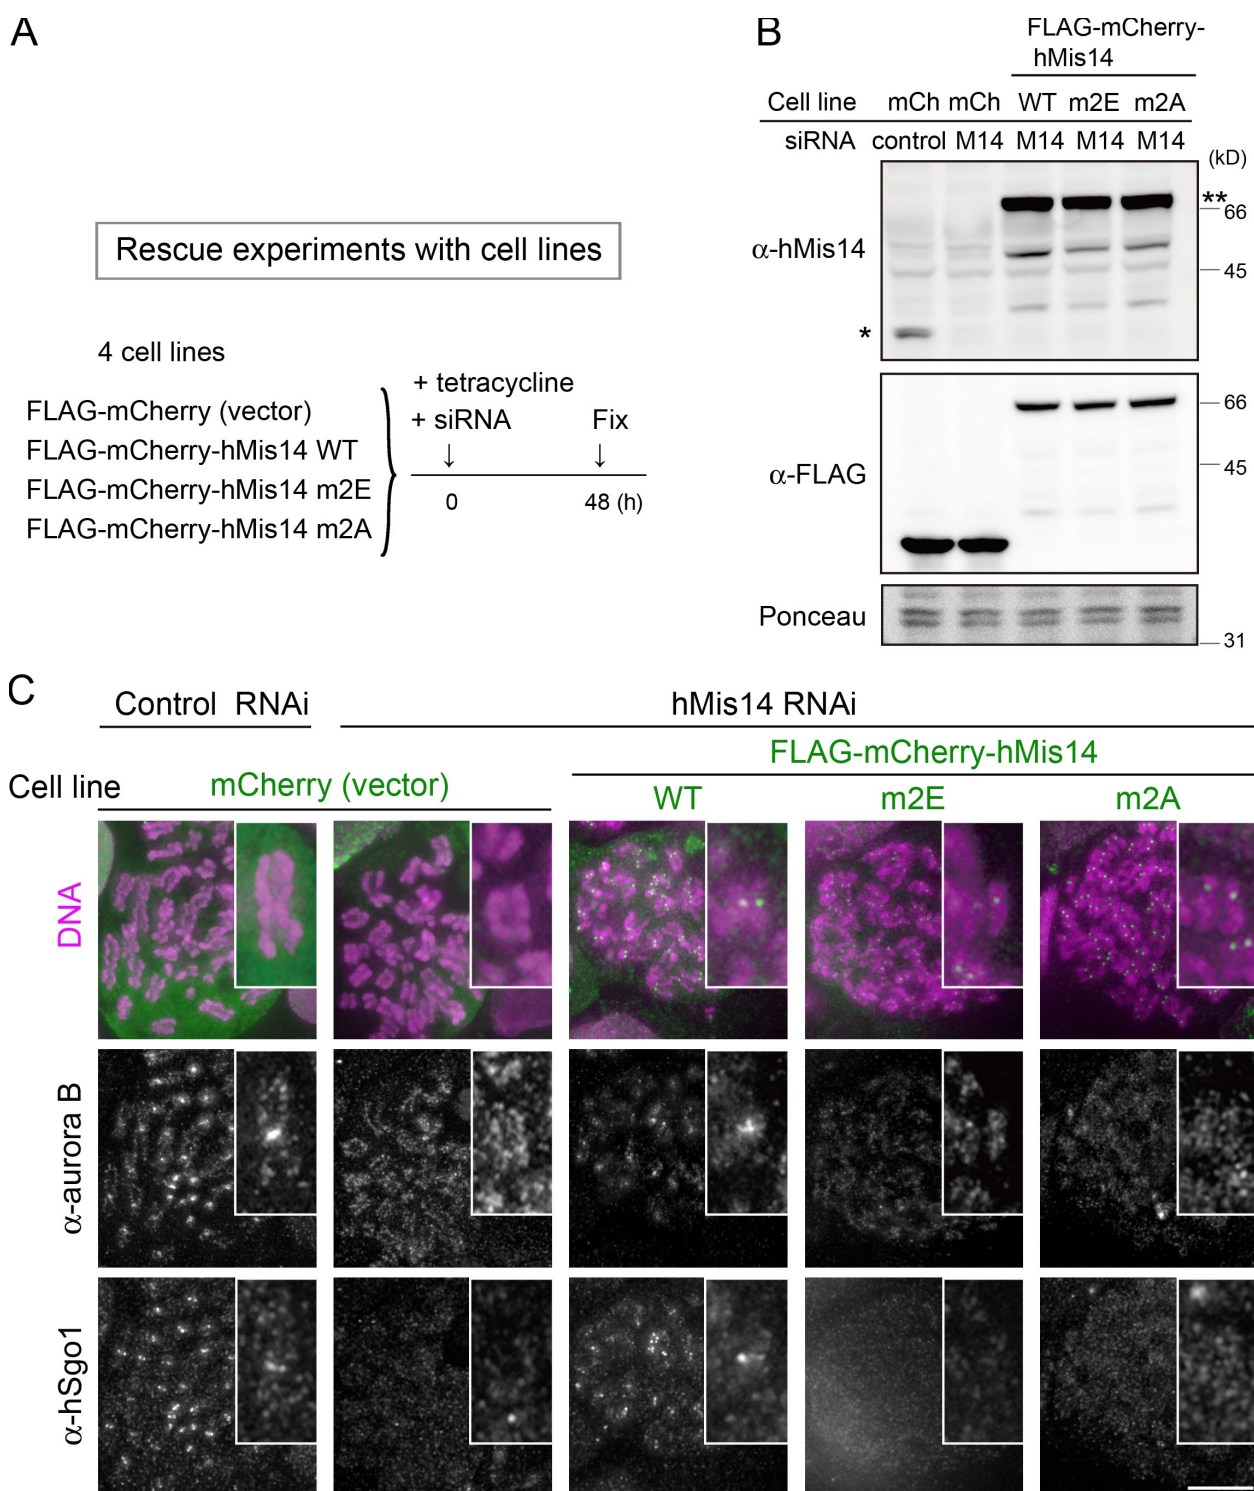 A
Rescue experiments with cell lines
4 cell lines
FLAG-mCherry (vector)
FLAG-mCherry-hMis14 WT
FLAG-mCherry-hMis14 m2E
FLAG-mCherry-hMis14 m2A
+ tetracycline
+ siRNA Fix
↓ ↓
0 48 (h)
B
FLAG-mCherry-
hMis14
Cell line mCh mCh WT m2E m2A
siRNA control M14 M14 M14 M14
(kD)
**
66
α-hMis14
45
*
66
45
α-FLAG
Ponceau
31
C
Control RNAi hMis14 RNAi
FLAG-mCherry-hMis14
Cell line mCherry (vector)
WT m2E m2A
DNA
α-aurora B
α-hSgo1